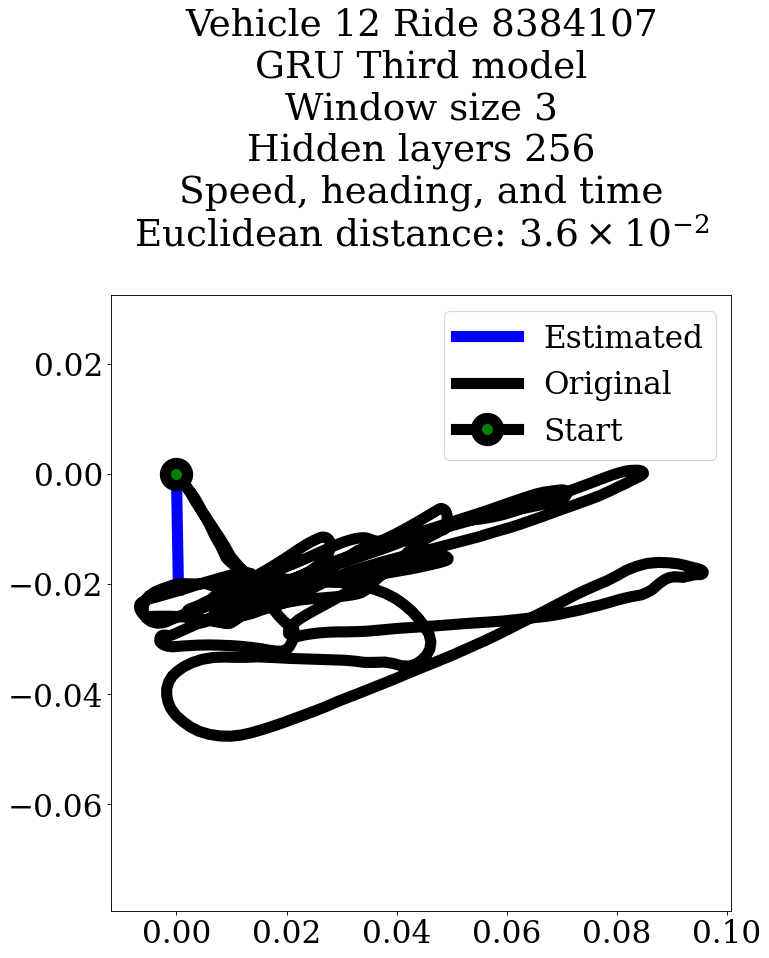 Vehicle 12 Ride 8384107
GRU Third model
Window size 3
Hidden layers 256
Speed, heading, and time
Euclidean distance: 3.6 × 10⁻²
Estimated
Original
Start
0.02
0.00
−0.02
−0.04
−0.06
0.00 0.02 0.04 0.06 0.08 0.10